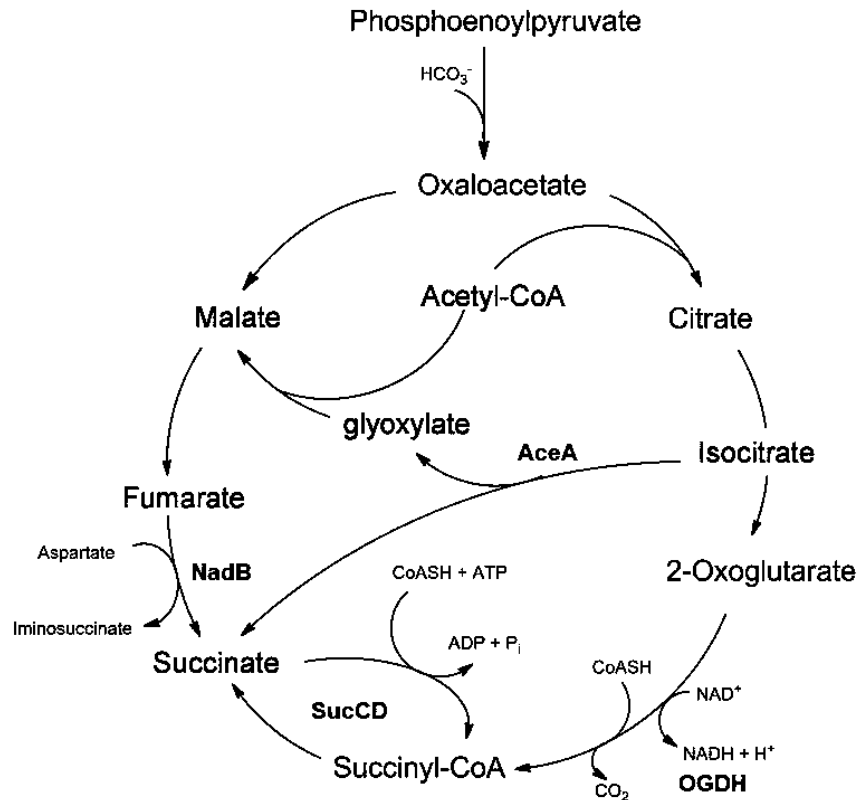 Phosphoenolpyruvate
HCO₃⁻
Oxaloacetate
Acetyl-CoA
Malate
Citrate
glyoxylate
AceA
Isocitrate
Fumarate
Aspartate
NadB
CoASH + ATP
2-Oxoglutarate
Iminosuccinate
ADP + Pᵢ
Succinate
CoASH
NAD⁺
SucCD
NADH + H⁺
Succinyl-CoA
OGDH
CO₂